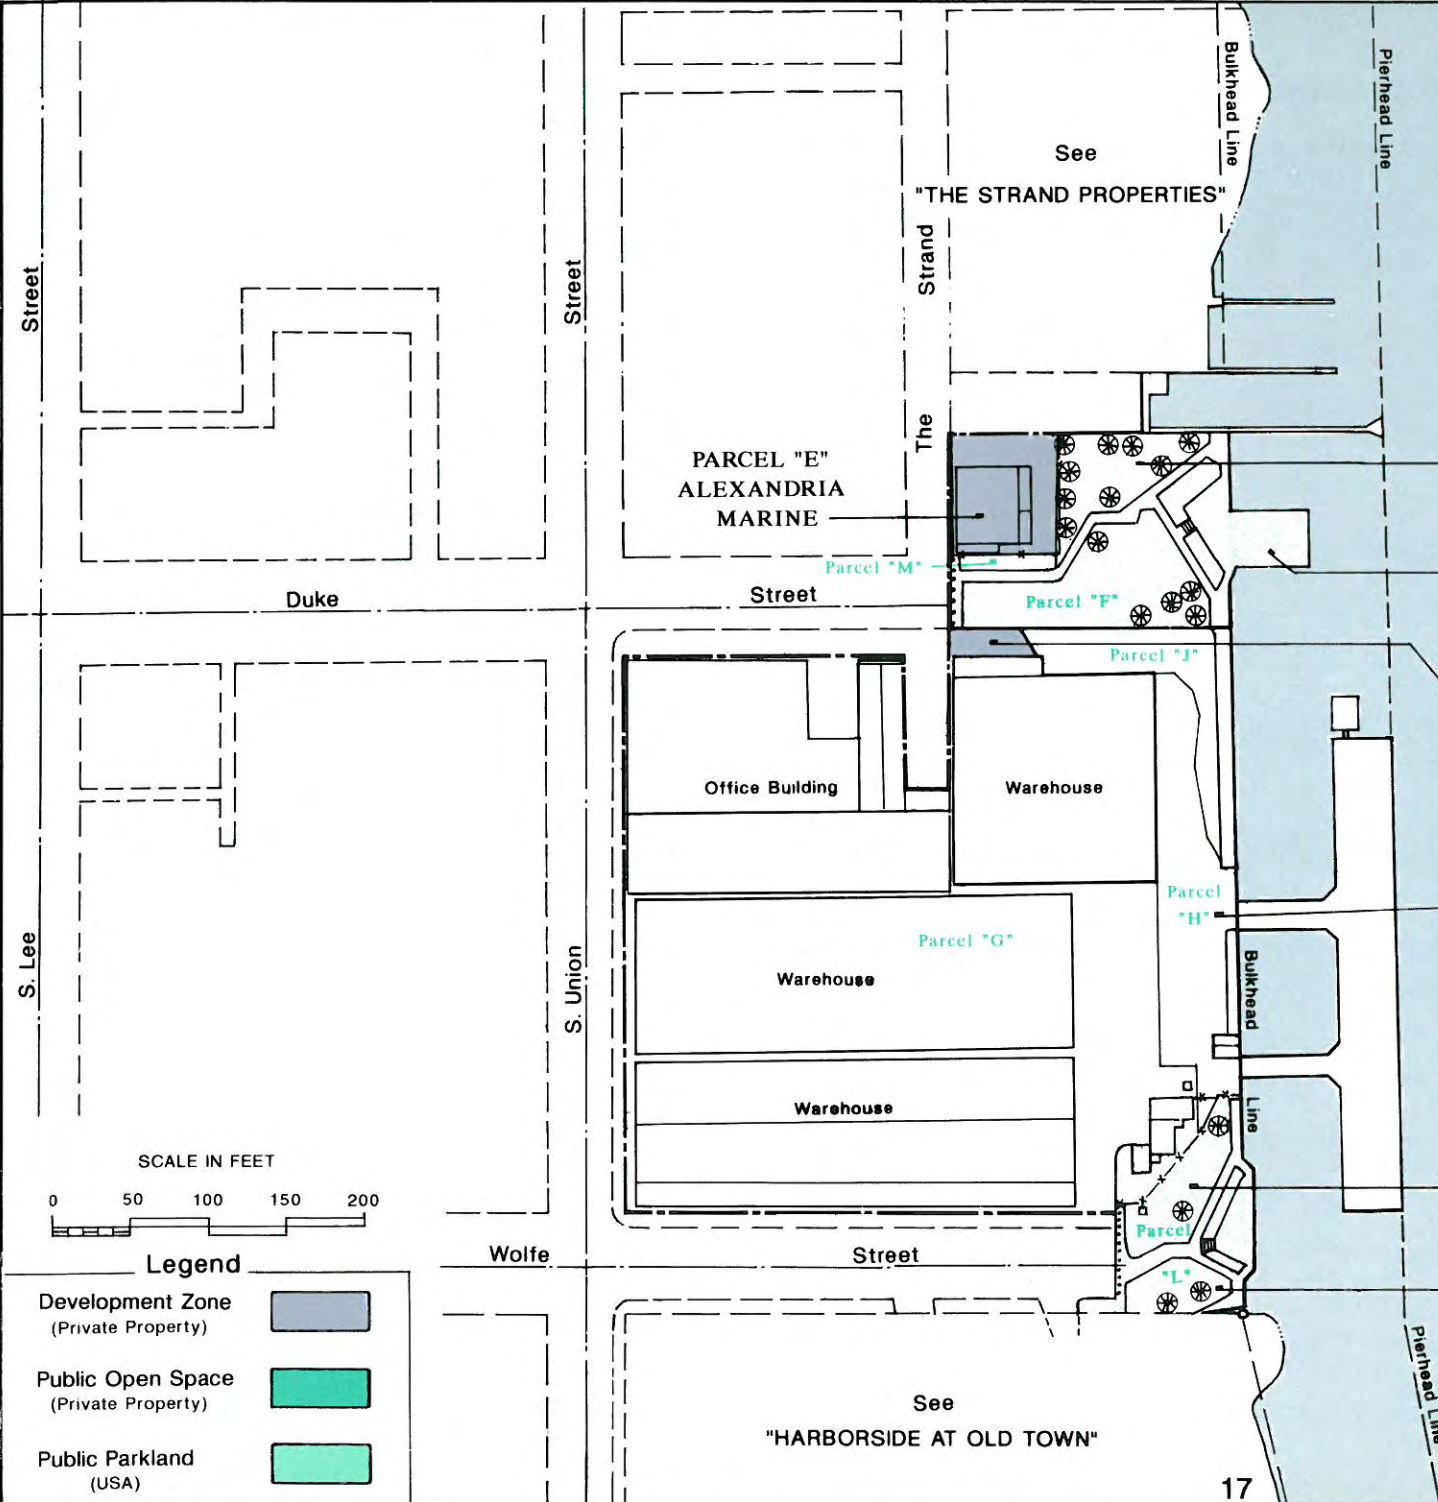 Bulkhead Line
Pierhead Line
See
"THE STRAND PROPERTIES"
Street
Street
The Strand
PARCEL "E"
ALEXANDRIA
MARINE
Parcel "M"
Parcel "F"
Duke
Street
Parcel "J"
Office Building
Warehouse
Parcel
"H"
Parcel "G"
Warehouse
S. Lee
S. Union
Bulkhead Line
Warehouse
SCALE IN FEET
0 50 100 150 200
Parcel
"L"
Wolfe
Street
Legend
Development Zone
(Private Property)
Public Open Space
(Private Property)
Public Parkland
(USA)
Pierhead Line
See
"HARBORSIDE AT OLD TOWN"
17